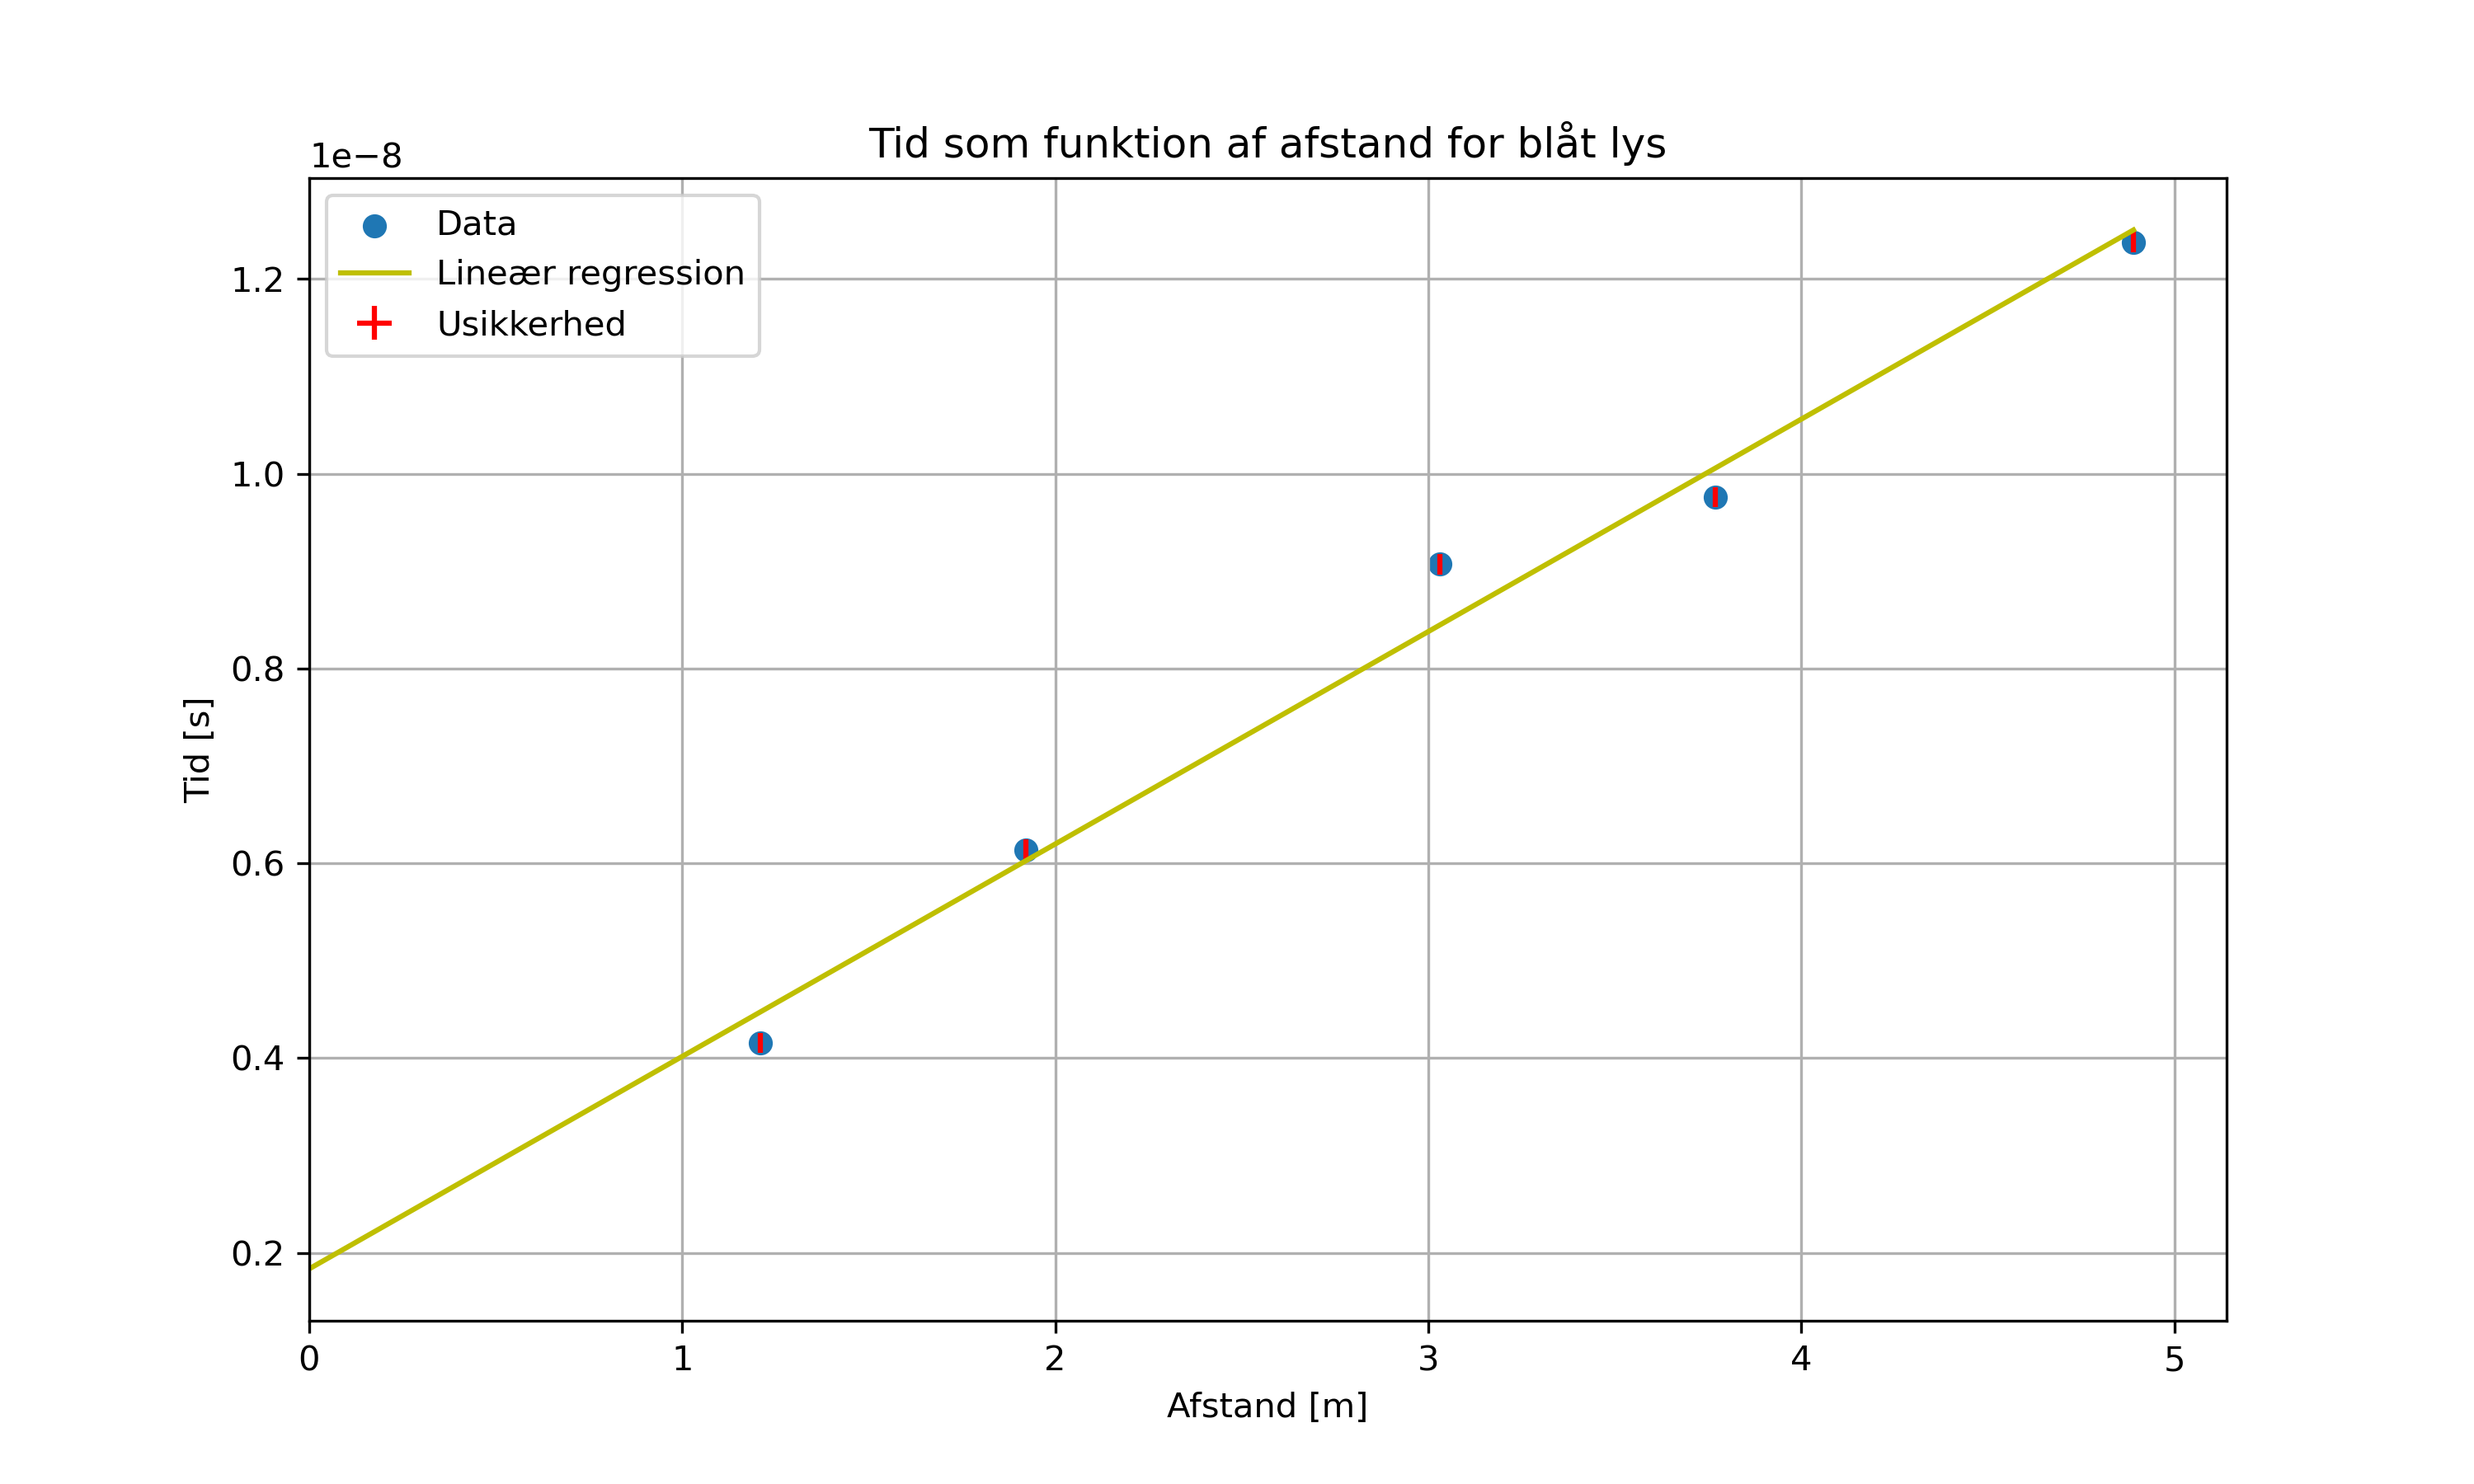 Tid som funktion af afstand for blåt lys
1e−8
Data
Lineær regression
Usikkerhed
1.2
1.0
0.8
0.6
0.4
0.2
Tid [s]
0 1 2 3 4 5
Afstand [m]